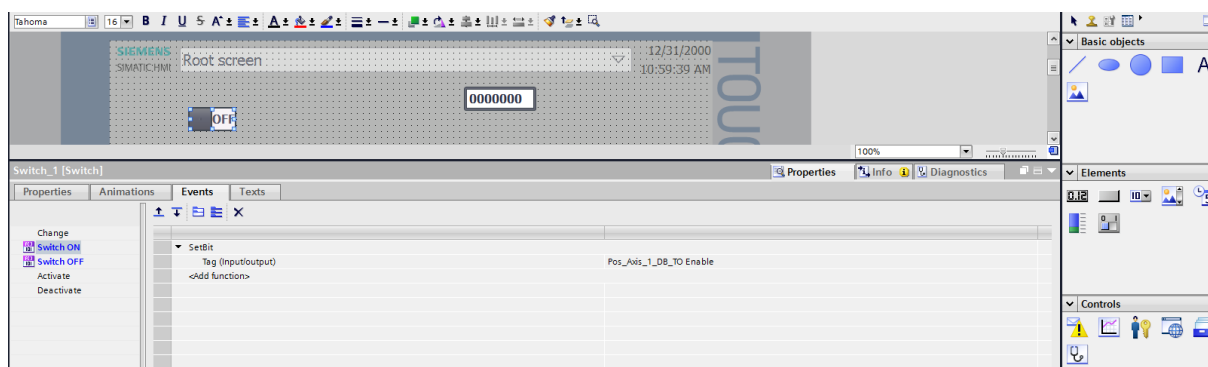 Tahoma 16 B I U S A
SIEMENS
SIMATIC HMI
Root screen
12/31/2000
10:59:39 AM
TOUC
0000000
OFF
100%
Switch_1 [Switch]
Properties Info Diagnostics
Properties Animations Events Texts
Change
Switch ON
Switch OFF
Activate
Deactivate
SetBit
Tag (Input/output) Pos_Axis_1_DB_TO Enable
<Add function>
Basic objects
A
Elements
0.12
10
Controls